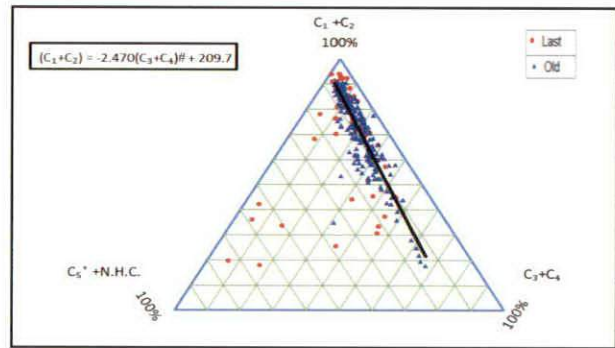 C₁ +C₂
100%
(C₁+C₂) = -2.470(C₃+C₄)# + 209.7
Last
Old
C₅⁺ +N.H.C.
C₃+C₄
100%
100%